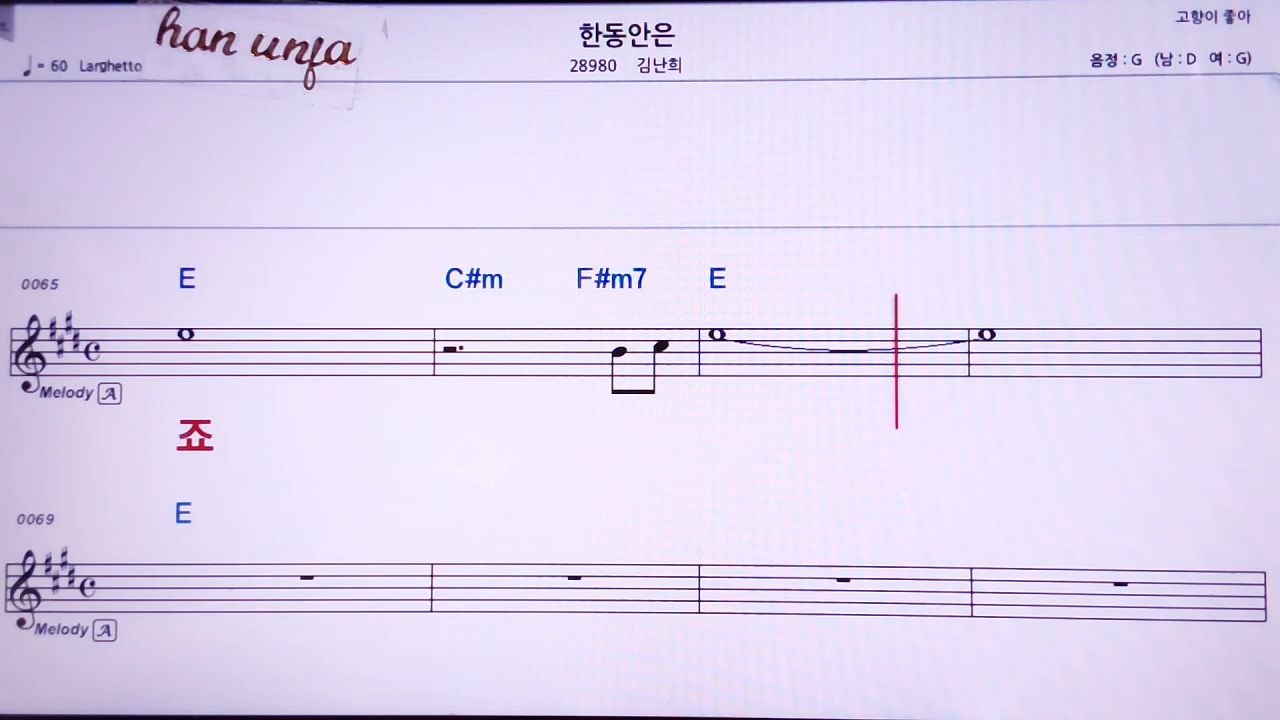 han unfa
한동안은
고향이 좋아
♩= 60 Larghetto
28980 김난희
음정 : G (남 : D 여 : G)
0065
E C#m F#m7 E
Melody A
죠
0069
E
Melody A